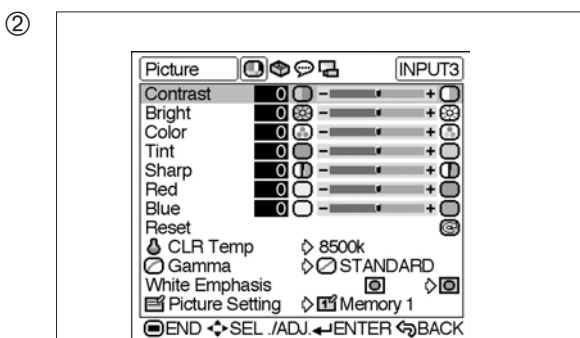 ②
Picture INPUT3
Contrast 0 - +
Bright 0 - +
Color 0 - +
Tint 0 - +
Sharp 0 - +
Red 0 - +
Blue 0 - +
Reset
CLR Temp 8500k
Gamma STANDARD
White Emphasis
Picture Setting 1 Memory 1
END SEL ./ADJ. ENTER BACK